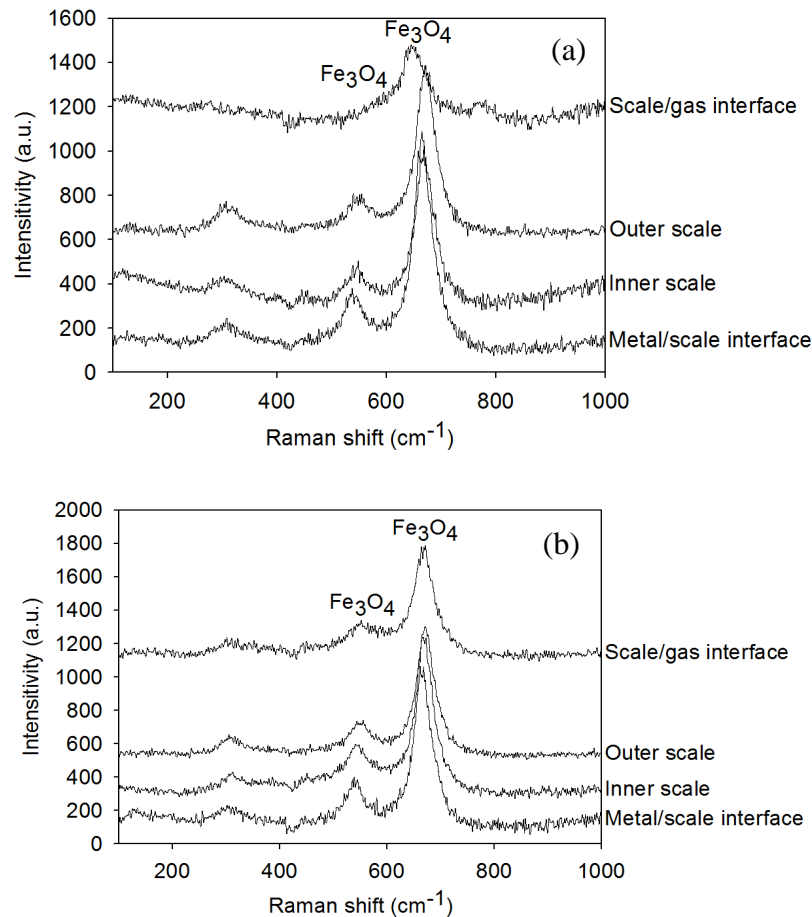 1600
Fe3O4
(a)
1400
Fe3O4
1200
Scale/gas interface
1000
Intensitivity (a.u.)
800
Outer scale
600
400
Inner scale
200
Metal/scale interface
0
200 400 600 800 1000
Raman shift (cm-1)
2000
1800
Fe3O4
(b)
1600
Fe3O4
1400
1200
Scale/gas interface
1000
Intensitivity (a.u.)
800
600
Outer scale
400
Inner scale
200
Metal/scale interface
0
200 400 600 800 1000
Raman shift (cm-1)